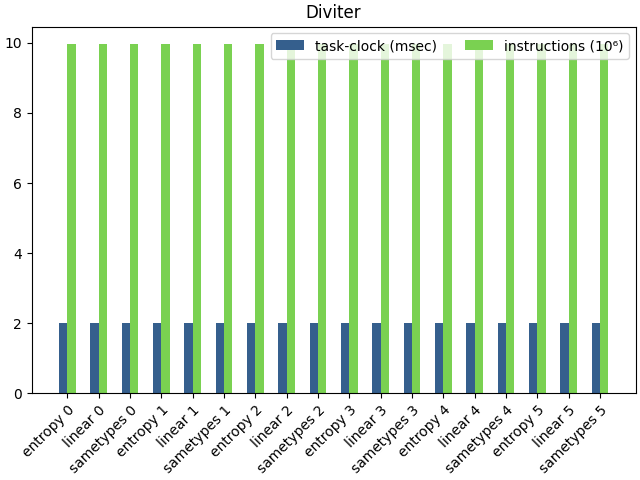 Diviter
task-clock (msec) instructions (10⁶)
10
8
6
4
2
0
entropy 0
linear 0
sametypes 0
entropy 1
linear 1
sametypes 1
entropy 2
linear 2
sametypes 2
entropy 3
linear 3
sametypes 3
entropy 4
linear 4
sametypes 4
entropy 5
linear 5
sametypes 5